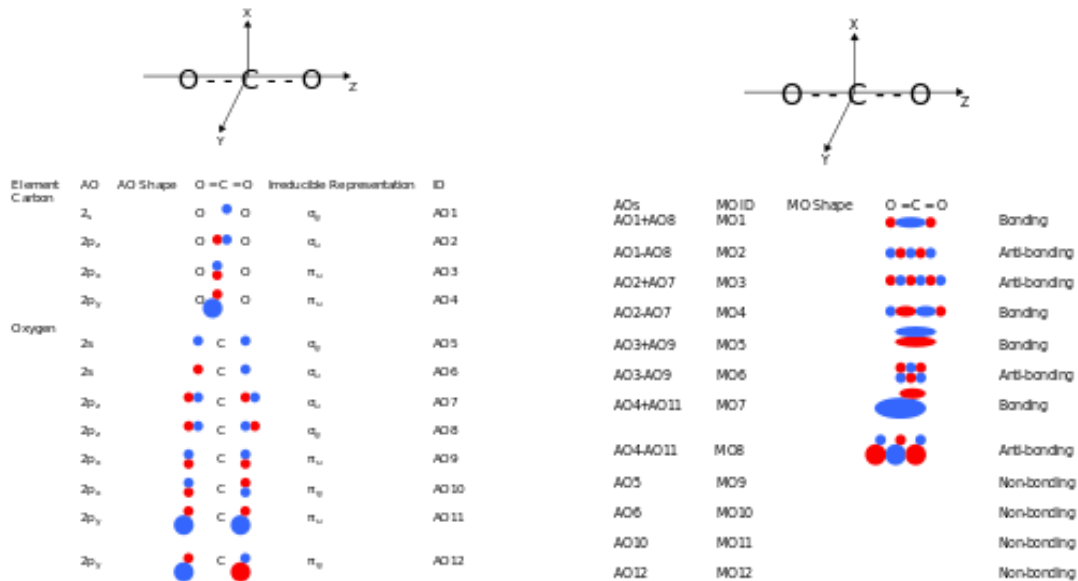 X
O C O
Z
Y
Element AO AO Shape O = C = O Irreducible Representation ID
Carbon
2s O O σg AO1
2pz O O σu AO2
2px O O πu AO3
2py O O πu AO4
Oxygen
2s C σg AO5
2s C σu AO6
2pz C σu AO7
2pz C σg AO8
2px C πu AO9
2px C πg AO10
2py C πu AO11
2py C πg AO12
X
O C O
Z
Y
AOs MO ID MO Shape O = C = O
AO1+AO8 MO1 Bonding
AO1-AO8 MO2 Anti-bonding
AO2+AO7 MO3 Anti-bonding
AO2-AO7 MO4 Bonding
AO3+AO9 MO5 Bonding
AO3-AO9 MO6 Anti-bonding
AO4+AO11 MO7 Bonding
AO4-AO11 MO8 Anti-bonding
AO5 MO9 Non-bonding
AO6 MO10 Non-bonding
AO10 MO11 Non-bonding
AO12 MO12 Non-bonding